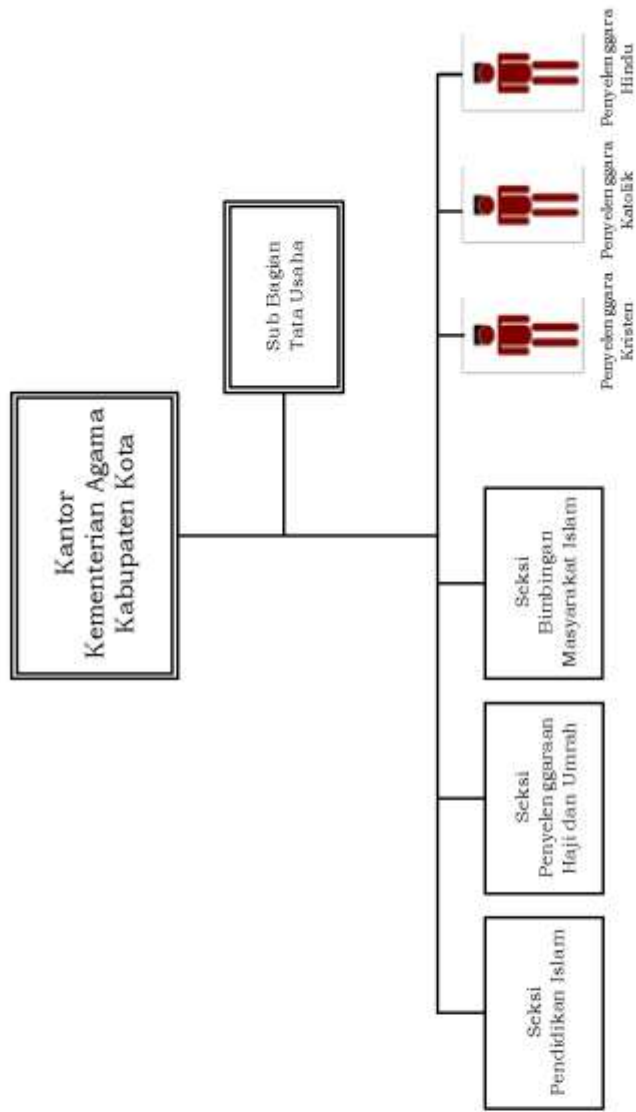 Kantor
Kementerian Agama
Kabupaten Kota
Sub Bagian
Tata Usaha
Seksi
Pendidikan Islam
Seksi
Penyelenggaraan
Haji dan Umrah
Seksi
Bimbingan
Masyarakat Islam
Penyelenggara
Kristen
Penyelenggara
Katolik
Penyelenggara
Hindu